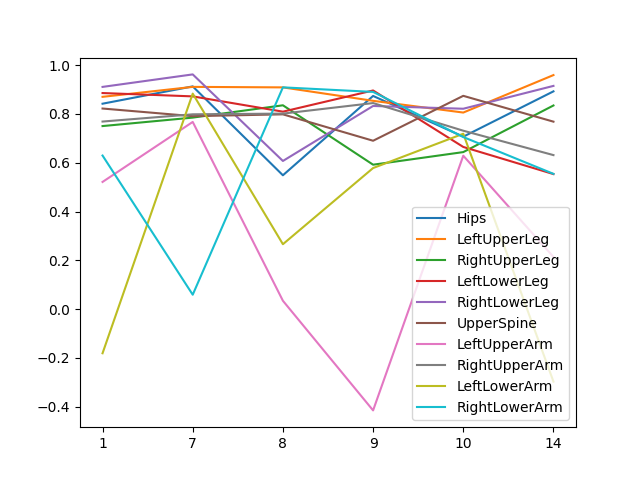 1.0
0.8
0.6
0.4
0.2
0.0
−0.2
−0.4
1 7 8 9 10 14
Hips
LeftUpperLeg
RightUpperLeg
LeftLowerLeg
RightLowerLeg
UpperSpine
LeftUpperArm
RightUpperArm
LeftLowerArm
RightLowerArm